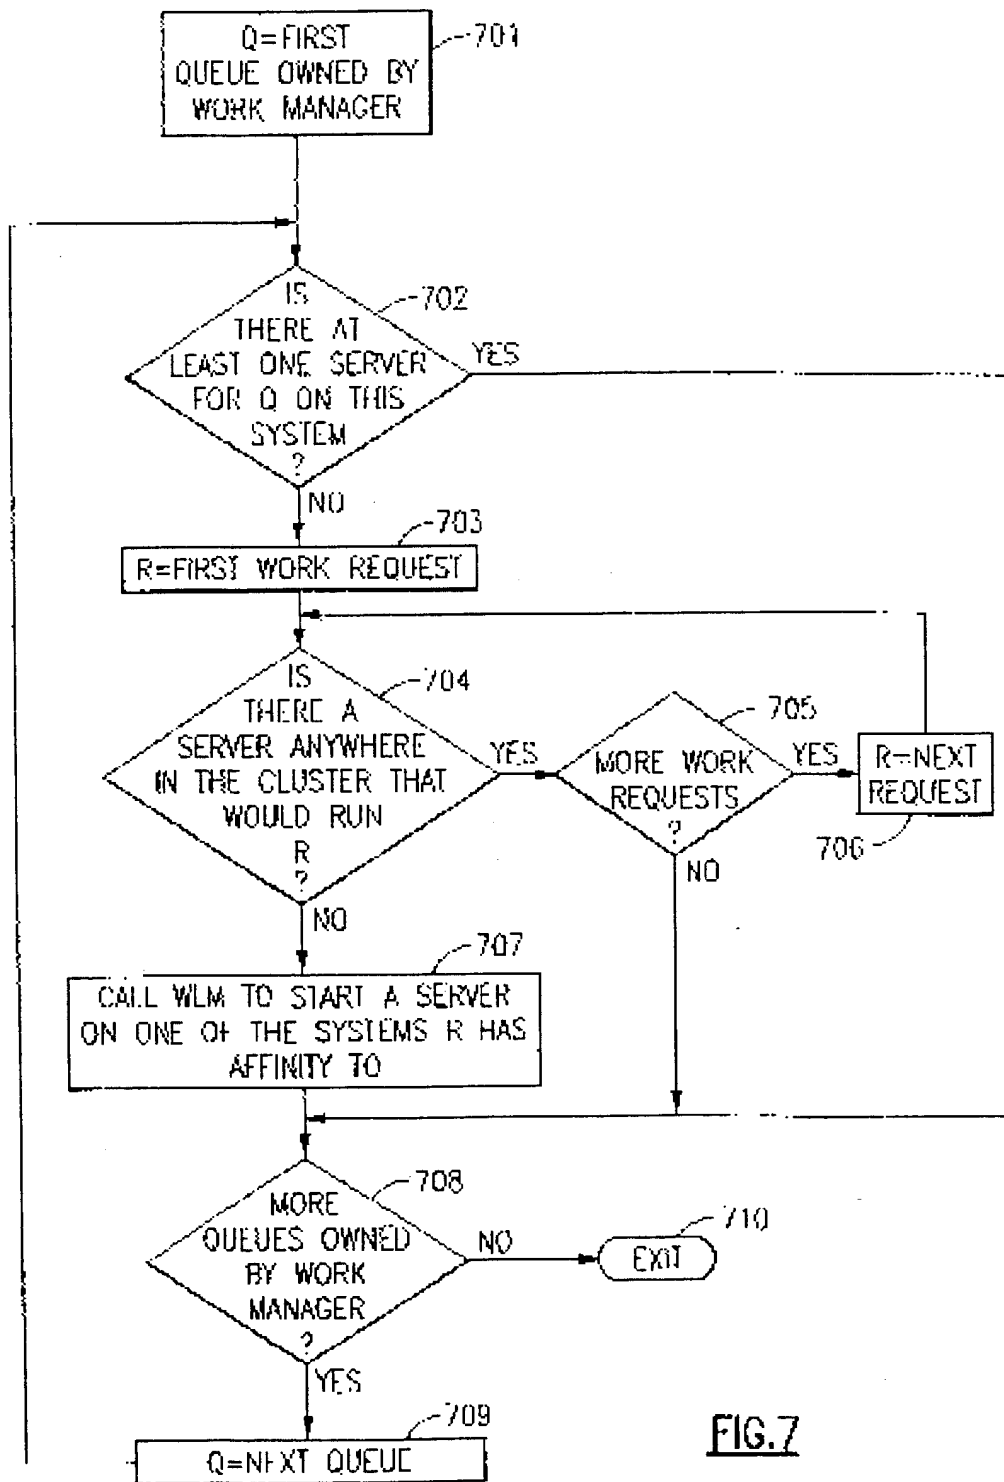 Q=FIRST
QUEUE OWNED BY
WORK MANAGER
701
IS
THERE AT
LEAST ONE SERVER
FOR Q ON THIS
SYSTEM
?
702
YES
NO
703
R=FIRST WORK REQUEST
IS
THERE A
SERVER ANYWHERE
IN THE CLUSTER THAT
WOULD RUN
R
?
704
YES
NO
MORE WORK
REQUESTS
?
705
YES
NO
R=NEXT
REQUEST
706
707
CALL WLM TO START A SERVER
ON ONE OF THE SYSTEMS R HAS
AFFINITY TO
MORE
QUEUES OWNED
BY WORK
MANAGER
?
708
NO
710
EXIT
YES
709
Q=NEXT QUEUE
FIG.7